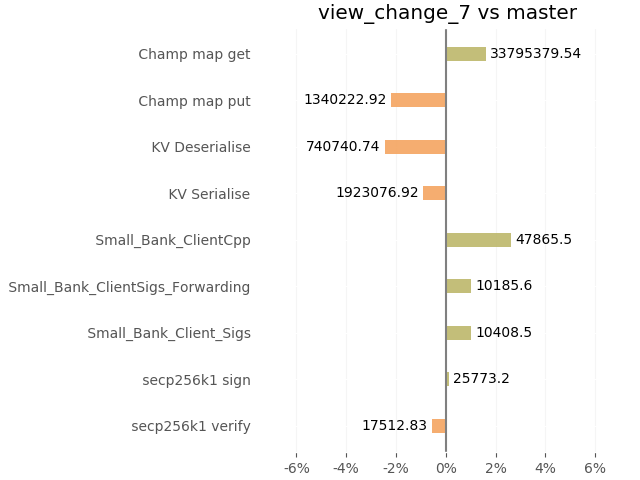 view_change_7 vs master
Champ map get 33795379.54
Champ map put 1340222.92
KV Deserialise 740740.74
KV Serialise 1923076.92
Small_Bank_ClientCpp 47865.5
Small_Bank_ClientSigs_Forwarding 10185.6
Small_Bank_Client_Sigs 10408.5
secp256k1 sign 25773.2
secp256k1 verify 17512.83
-6% -4% -2% 0% 2% 4% 6%